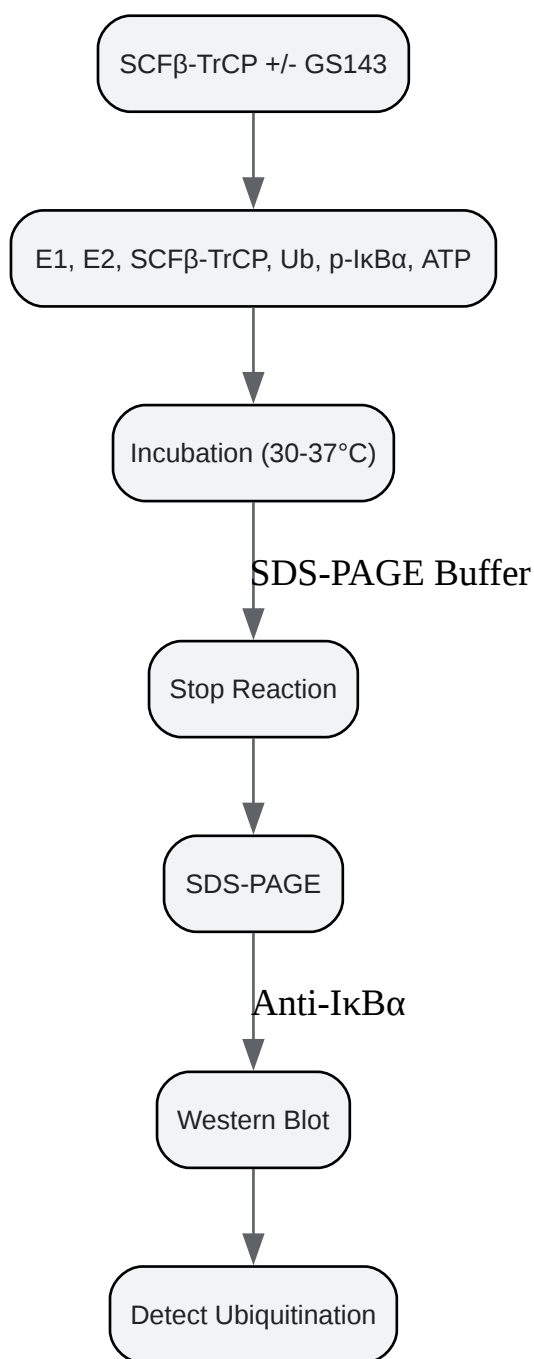 SCFβ-TrCP +/- GS143
E1, E2, SCFβ-TrCP, Ub, p-IκBα, ATP
Incubation (30-37°C)
SDS-PAGE Buffer
Stop Reaction
SDS-PAGE
Anti-IκBα
Western Blot
Detect Ubiquitination